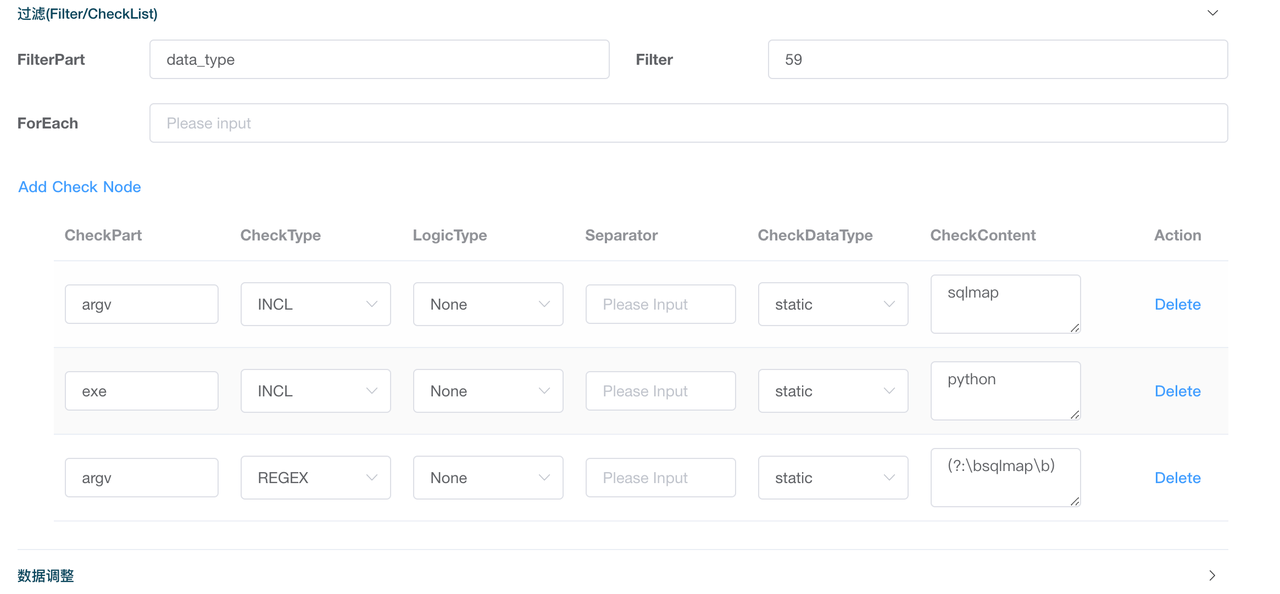 过滤(Filter/CheckList)
FilterPart data_type Filter 59
ForEach Please input
Add Check Node
CheckPart CheckType LogicType Separator CheckDataType CheckContent Action
argv INCL None Please Input static sqlmap Delete
exe INCL None Please Input static python Delete
argv REGEX None Please Input static (?:\bsqlmap\b) Delete
数据调整